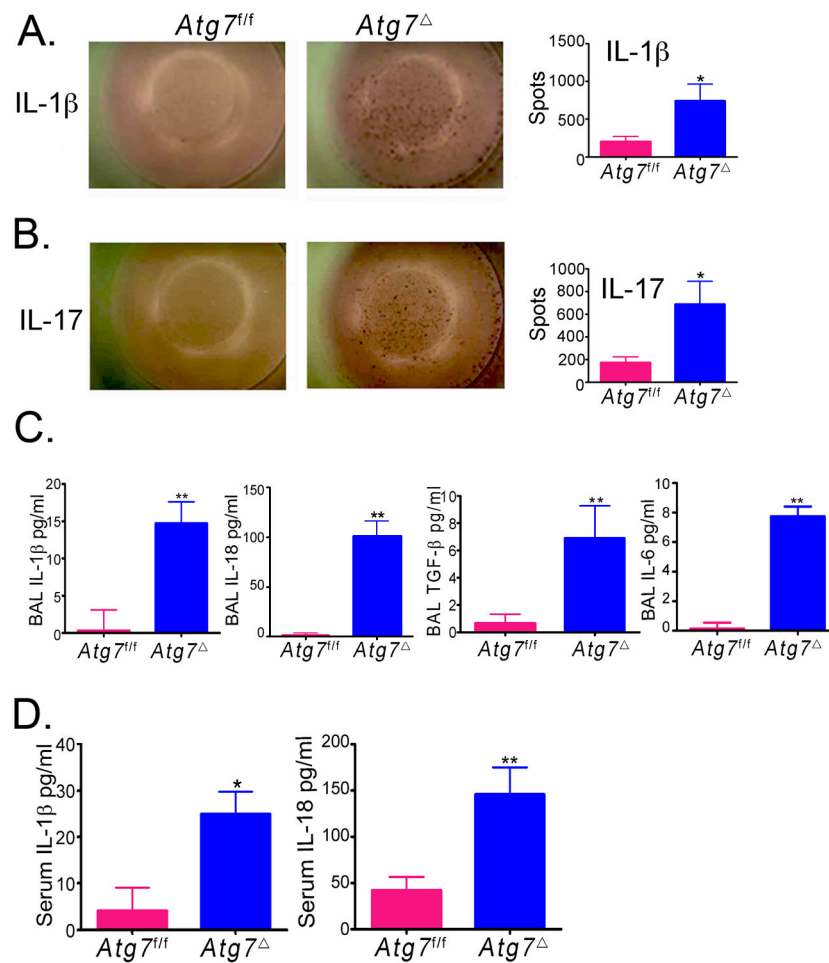 A.
Atg7f/f
Atg7△
IL-1β
IL-1β
Spots
1500
1000
500
0
*
Atg7f/f
Atg7△
B.
IL-17
IL-17
Spots
1000
800
600
400
200
0
*
Atg7f/f
Atg7△
C.
BAL IL-1β pg/ml
20
15
10
5
0
**
Atg7f/f
Atg7△
BAL IL-18 pg/ml
150
100
50
0
**
Atg7f/f
Atg7△
BAL TGF-β pg/ml
10
8
6
4
2
0
**
Atg7f/f
Atg7△
BAL IL-6 pg/ml
10
8
6
4
2
0
**
Atg7f/f
Atg7△
D.
Serum IL-1β pg/ml
40
30
20
10
0
*
Atg7f/f
Atg7△
Serum IL-18 pg/ml
200
150
100
50
0
**
Atg7f/f
Atg7△